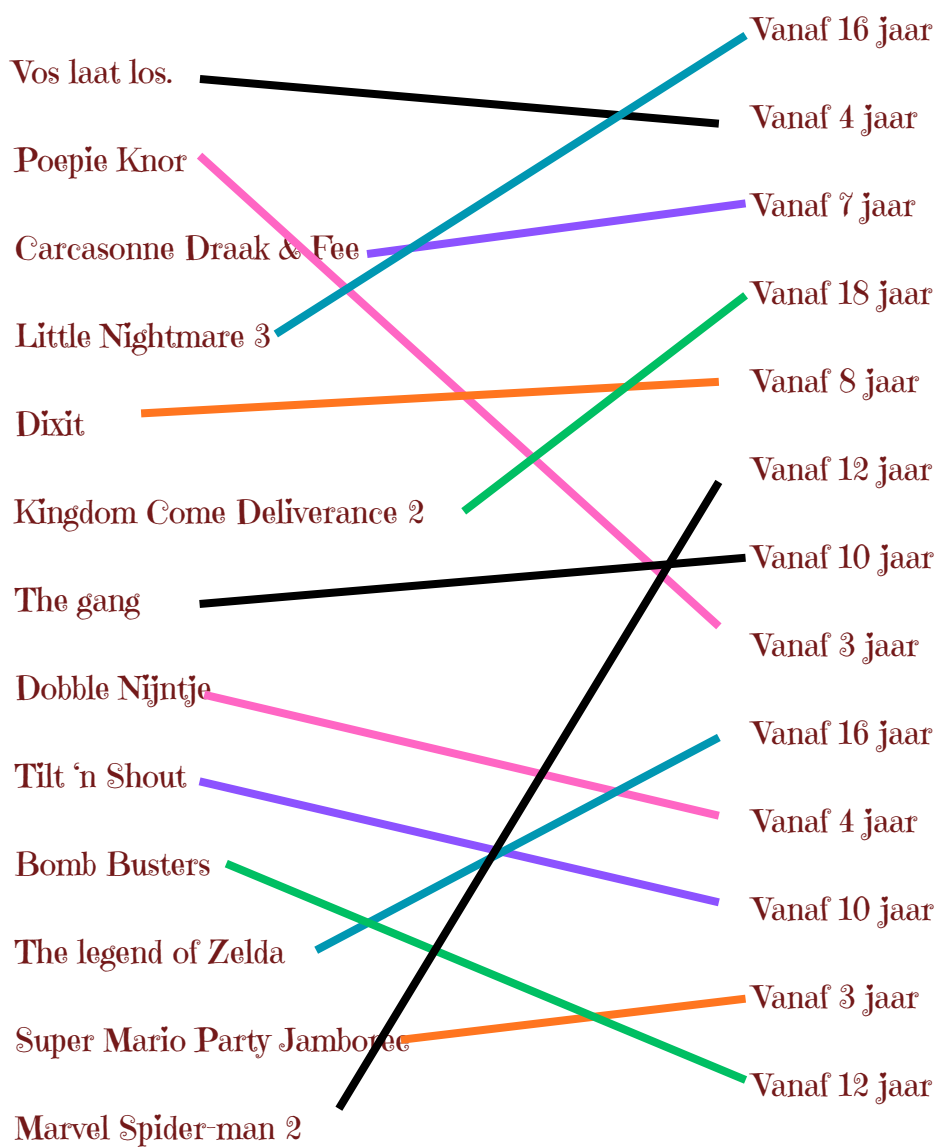 Vos laat los.
Poepie Knor
Carcasonne Draak & Fee
Little Nightmare 3
Dixit
Kingdom Come Deliverance 2
The gang
Dobble Nijntje
Tilt ‘n Shout
Bomb Busters
The legend of Zelda
Super Mario Party Jamboree
Marvel Spider-man 2
Vanaf 16 jaar
Vanaf 4 jaar
Vanaf 7 jaar
Vanaf 18 jaar
Vanaf 8 jaar
Vanaf 12 jaar
Vanaf 10 jaar
Vanaf 3 jaar
Vanaf 16 jaar
Vanaf 4 jaar
Vanaf 10 jaar
Vanaf 3 jaar
Vanaf 12 jaar